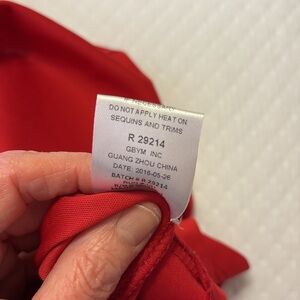 DO NOT APPLY HEAT ON
SEQUINS AND TRIMS
R 29214
GBYM INC
GUANG ZHOU CHINA
DATE, 2016-05-26
BATCH# R 29214